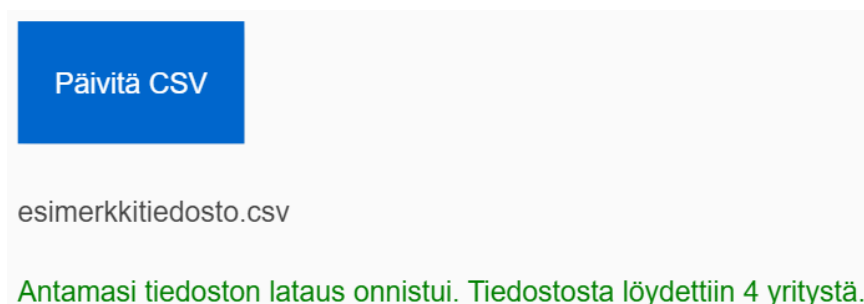 Päivitä CSV
esimerkkitiedosto.csv
Antamasi tiedoston lataus onnistui. Tiedostosta löydettiin 4 yritystä.